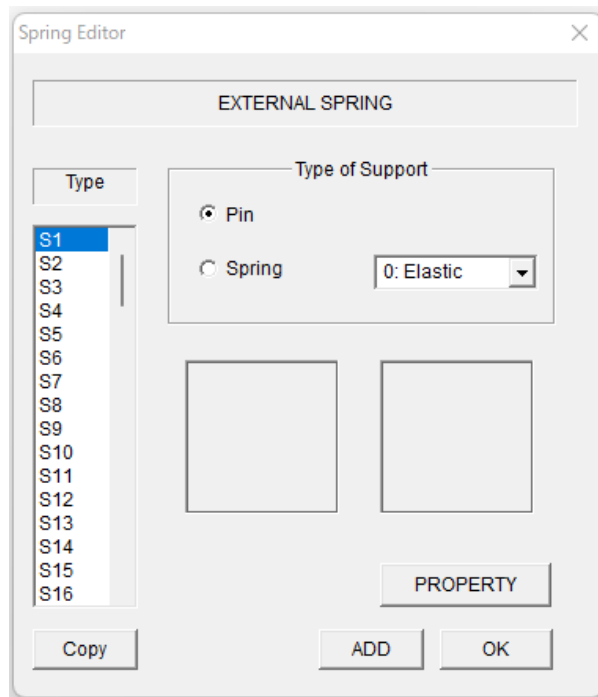 Spring Editor
EXTERNAL SPRING
Type
Type of Support
Pin
Spring
0: Elastic
S1
S2
S3
S4
S5
S6
S7
S8
S9
S10
S11
S12
S13
S14
S15
S16
PROPERTY
Copy
ADD
OK